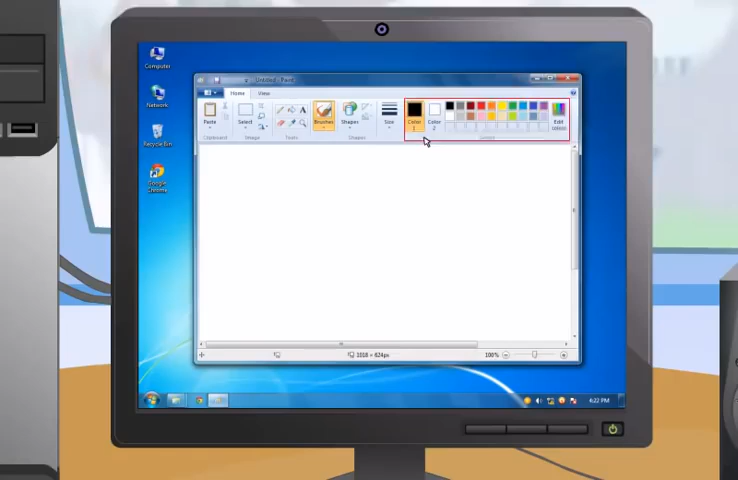 Computer
Network
Recycle Bin
Google
Chrome
Untitled - Paint
Home View
Paste
Select
Brushes
Shapes
Size
Color
1
Color
2
Edit
colors
Clipboard
Image
Tools
Shapes
Colors
1018 × 624px
100%
6:22 PM